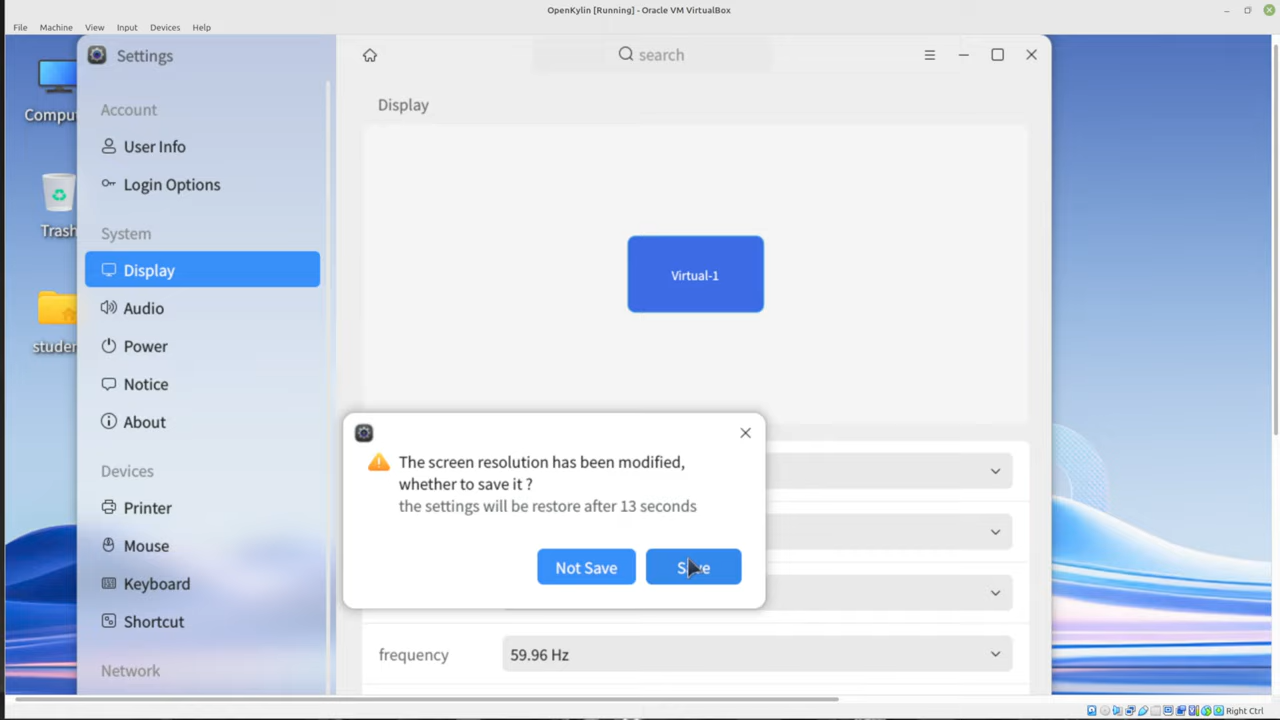 OpenKylin [Running] - Oracle VM VirtualBox
File Machine View Input Devices Help
Settings
search
Account
User Info
Login Options
System
Display
Audio
Power
Notice
About
Devices
Printer
Mouse
Keyboard
Shortcut
Network
Display
Virtual-1
The screen resolution has been modified,
whether to save it ?
the settings will be restore after 13 seconds
Not Save
Save
frequency
59.96 Hz
Trash
Right Ctrl